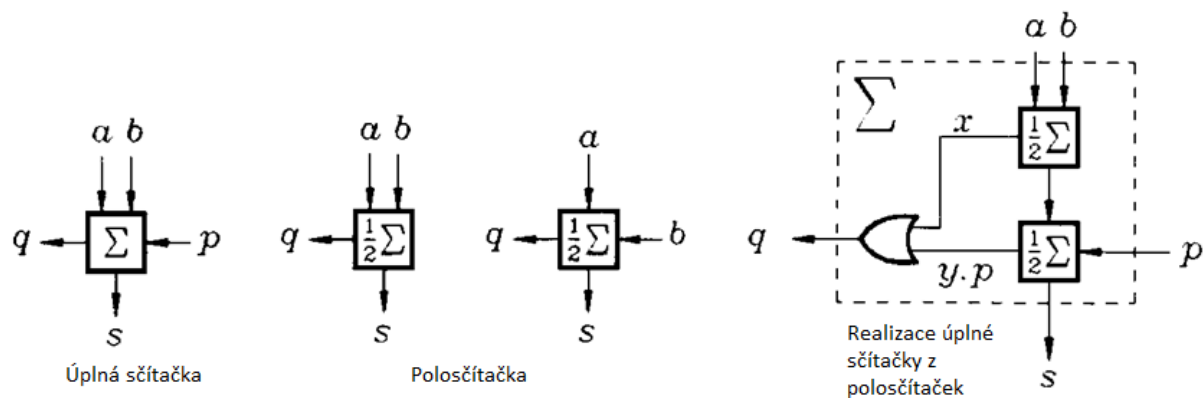 a b
Σ
q
p
s
Úplná sčítačka
a b
½Σ
q
s
a
½Σ
q
b
s
Polosčítačka
a b
Σ
x
½Σ
q
½Σ
y.p
p
s
Realizace úplné
sčítačky z
polosčítaček